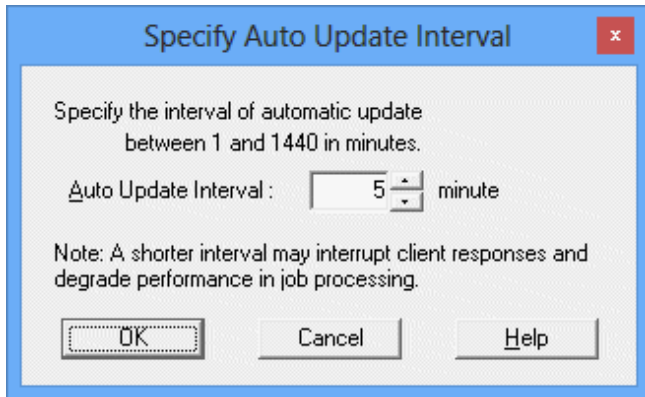 Specify Auto Update Interval
x
Specify the interval of automatic update
between 1 and 1440 in minutes.
Auto Update Interval : 5 minute
Note: A shorter interval may interrupt client responses and
degrade performance in job processing.
OK Cancel Help